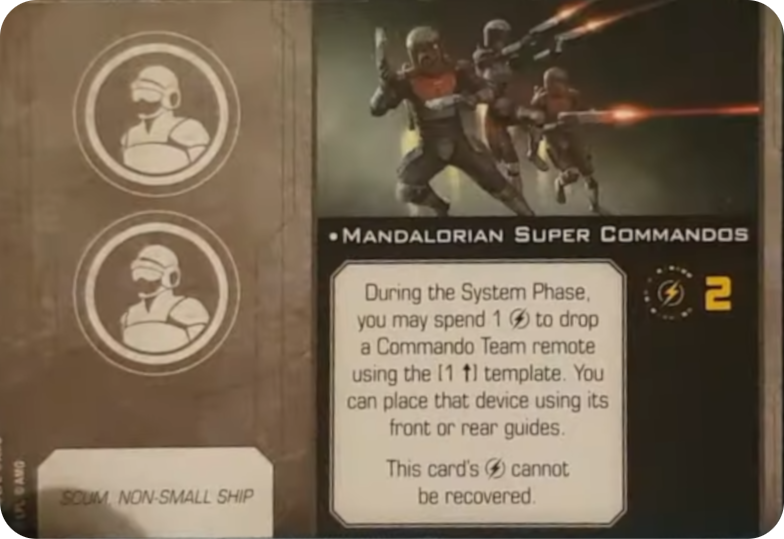 • MANDALORIAN SUPER COMMANDOS
During the System Phase,
you may spend 1 to drop
a Commando Team remote
using the [1 ↑] template. You
can place that device using its
front or rear guides.
This card's cannot
be recovered.
2
SCUM, NON-SMALL SHIP
LFL ©AMG